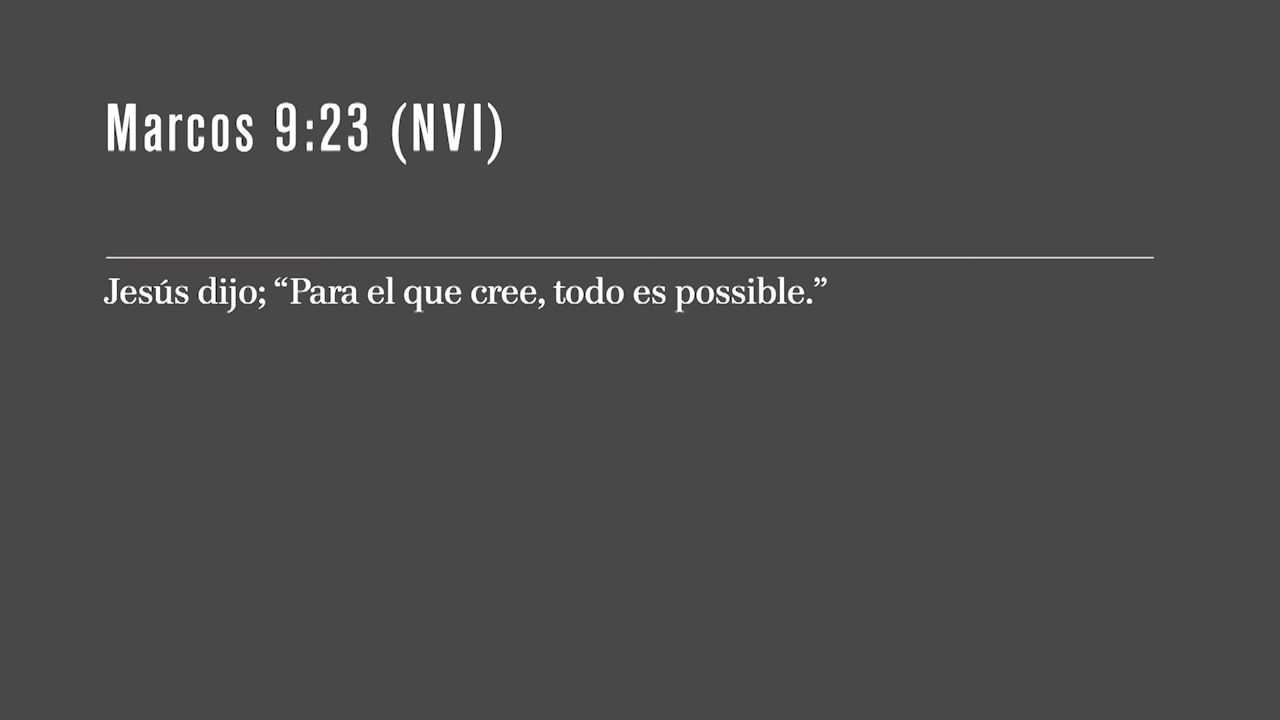 Marcos 9:23 (NVI)
Jesús dijo; “Para el que cree, todo es possible.”